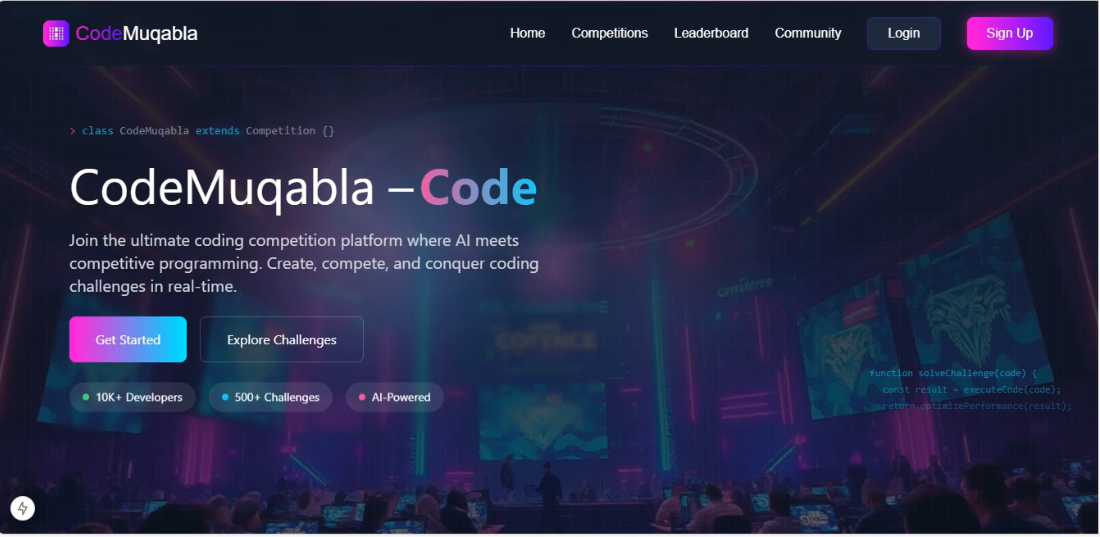 CodeMuqabla
Home
Competitions
Leaderboard
Community
Login
Sign Up
> class CodeMuqabla extends Competition {}
CodeMuqabla – Code
Join the ultimate coding competition platform where AI meets
competitive programming. Create, compete, and conquer coding
challenges in real-time.
Get Started
Explore Challenges
10K+ Developers
500+ Challenges
AI-Powered
COFENCE
function solveChallenge(code) {
const result = executeCode(code);
return optimizePerformance(result);